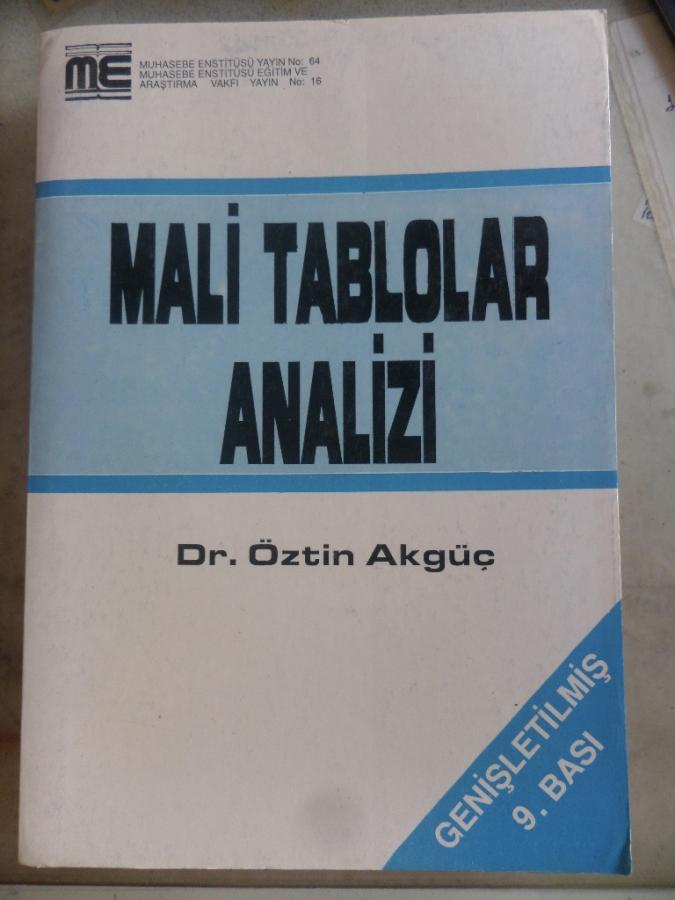 ME
MUHASEBE ENSTİTÜSÜ YAYIN No: 64
MUHASEBE ENSTİTÜSÜ EĞİTİM VE
ARAŞTIRMA VAKFI YAYIN No: 16
MALİ TABLOLAR
ANALİZİ
Dr. Öztin Akgüç
GENİŞLETİLMİŞ
9. BASI